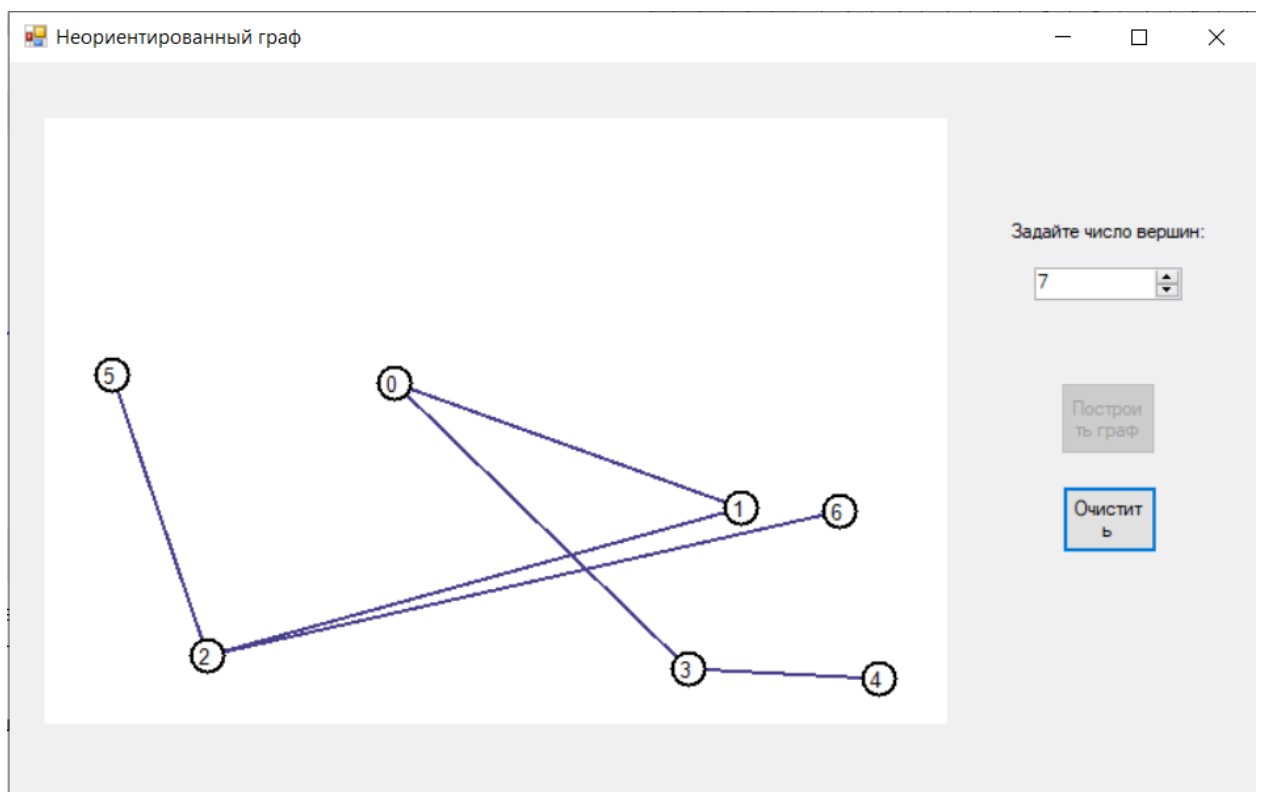 Неориентированный граф
Задайте число вершин:
7
5
0
Построи
ть граф
1
6
Очистит
ь
2
3
4